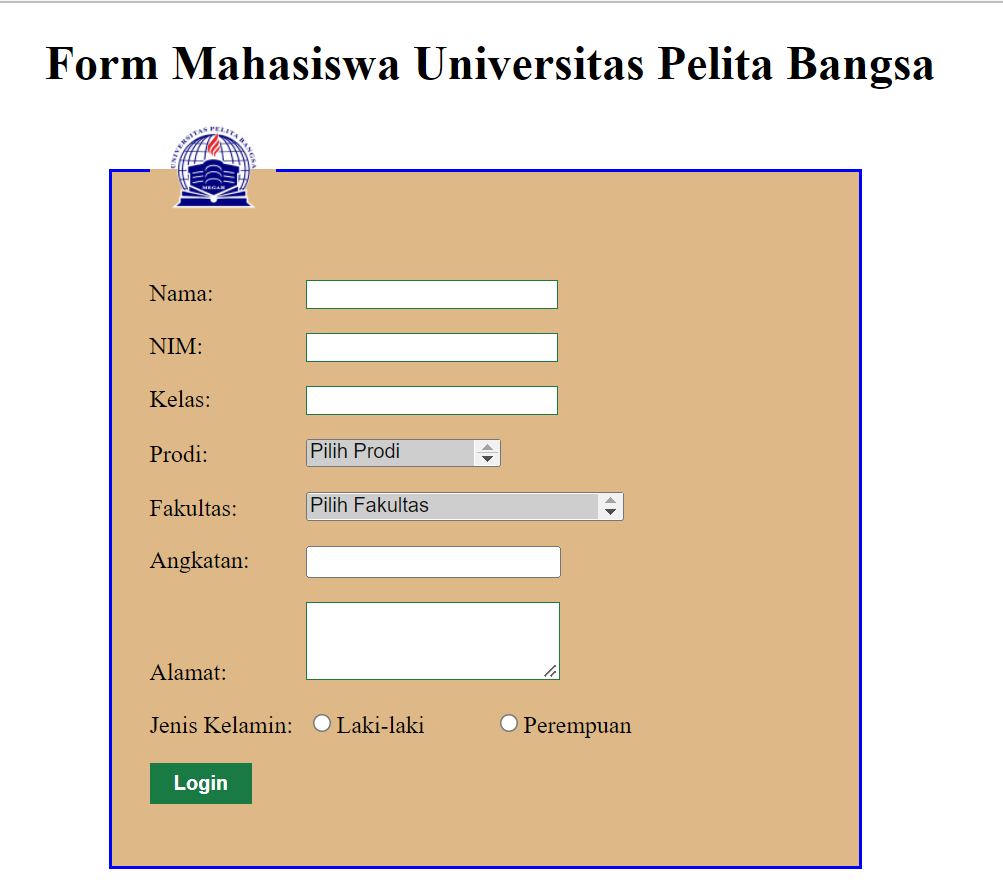 Form Mahasiswa Universitas Pelita Bangsa
UNIVERSITAS PELITA BANGSA
MEGAH
Nama:
NIM:
Kelas:
Prodi: Pilih Prodi
Fakultas: Pilih Fakultas
Angkatan:
Alamat:
Jenis Kelamin: Laki-laki Perempuan
Login